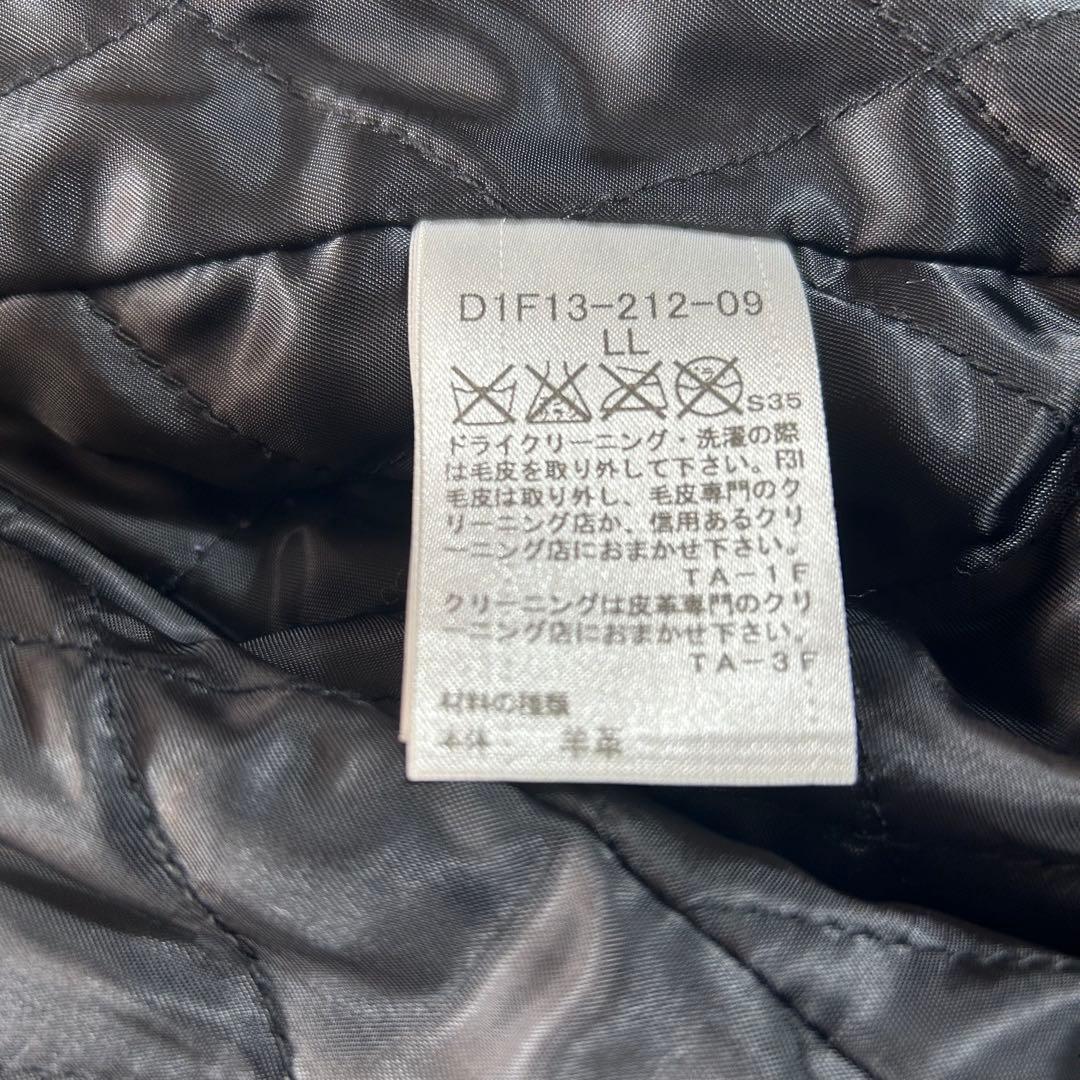 D1F13-212-09
LL
S35
ドライクリーニング・洗濯の際
は毛皮を取り外して下さい。F31
毛皮は取り外し、毛皮専門のク
リーニング店か、信用あるクリ
ーニング店におまかせ下さい。
TA-1F
クリーニングは皮革専門のクリ
ーニング店におまかせ下さい。
TA-3F
材料の種類
本体 羊革